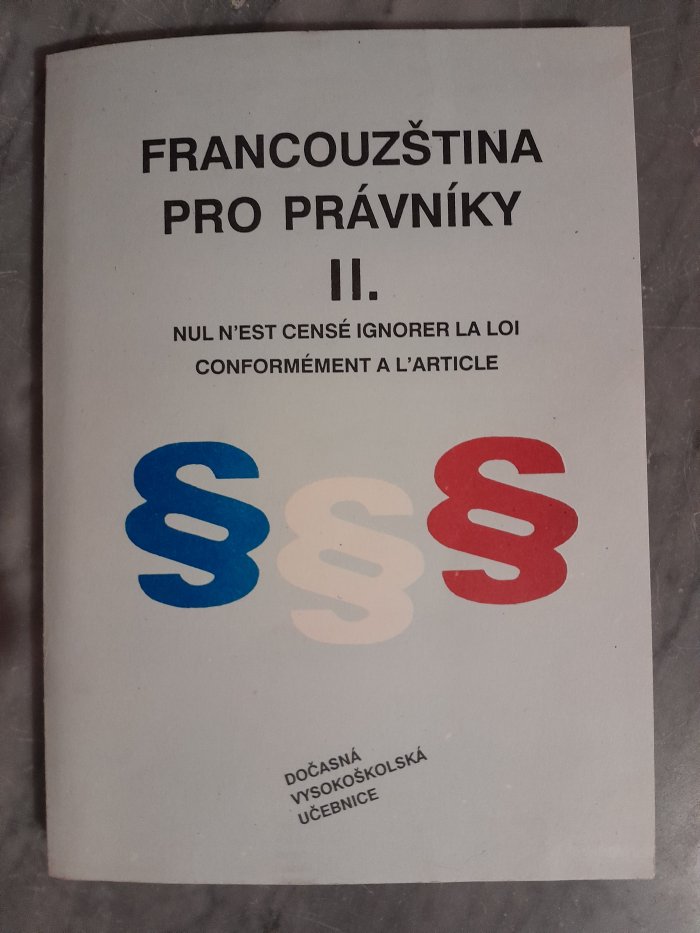 FRANCOUZŠTINA
PRO PRÁVNÍKY
II.
NUL N'EST CENSÉ IGNORER LA LOI
CONFORMÉMENT A L'ARTICLE
§ § §
DOČASNÁ
VYSOKOŠKOLSKÁ
UČEBNICE